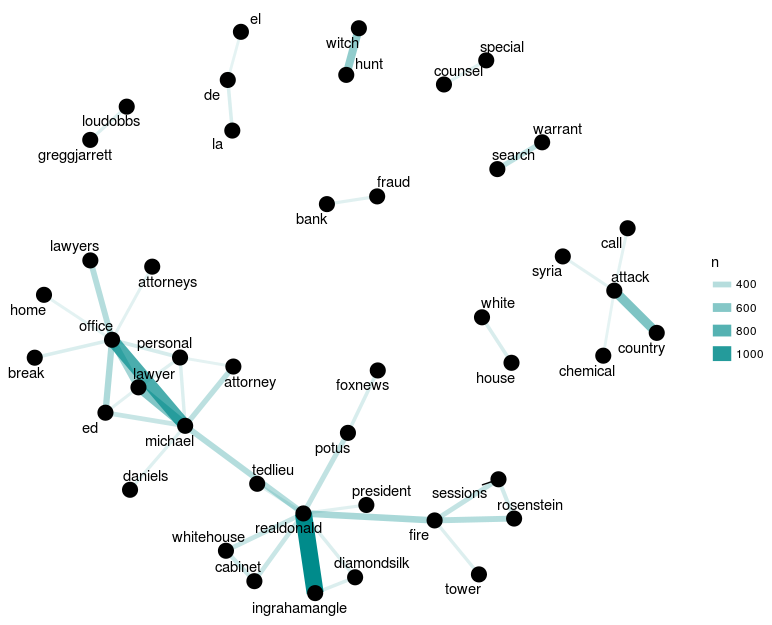 el
witch
special
hunt
counsel
de
loudobbs
warrant
la
greggjarrett
search
fraud
bank
call
lawyers
syria
attorneys
attack
n
home
400
white
600
office
personal
800
country
1000
break
lawyer
attorney
foxnews
house
chemical
ed
michael
potus
daniels
tedlieu
president
sessions
rosenstein
realdonald
fire
whitehouse
cabinet
diamondsilk
tower
ingrahamangle